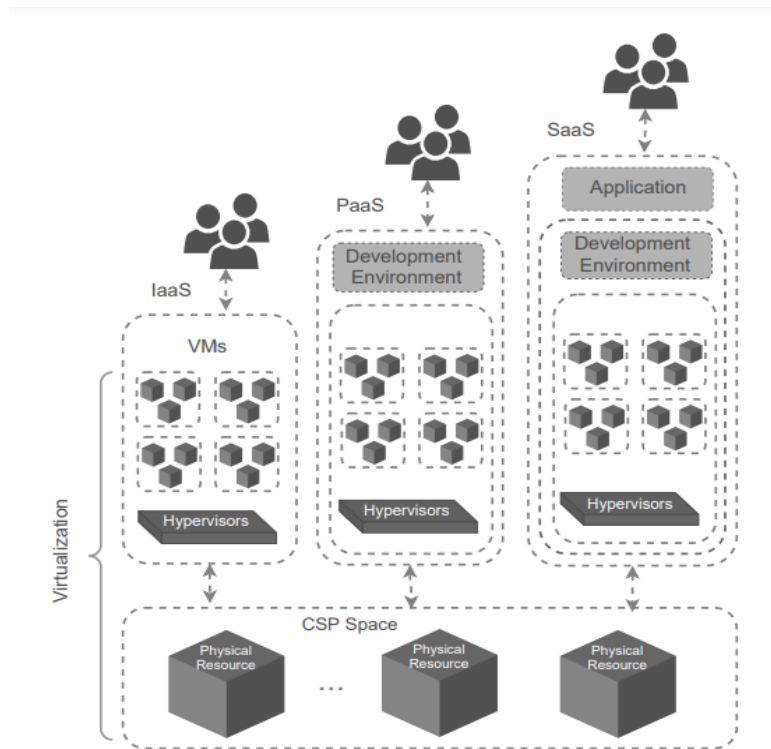 SaaS
Application
PaaS
Development
Environment
Development
Environment
IaaS
VMs
Hypervisors
Hypervisors
Hypervisors
Virtualization
CSP Space
Physical
Resource
...
Physical
Resource
Physical
Resource